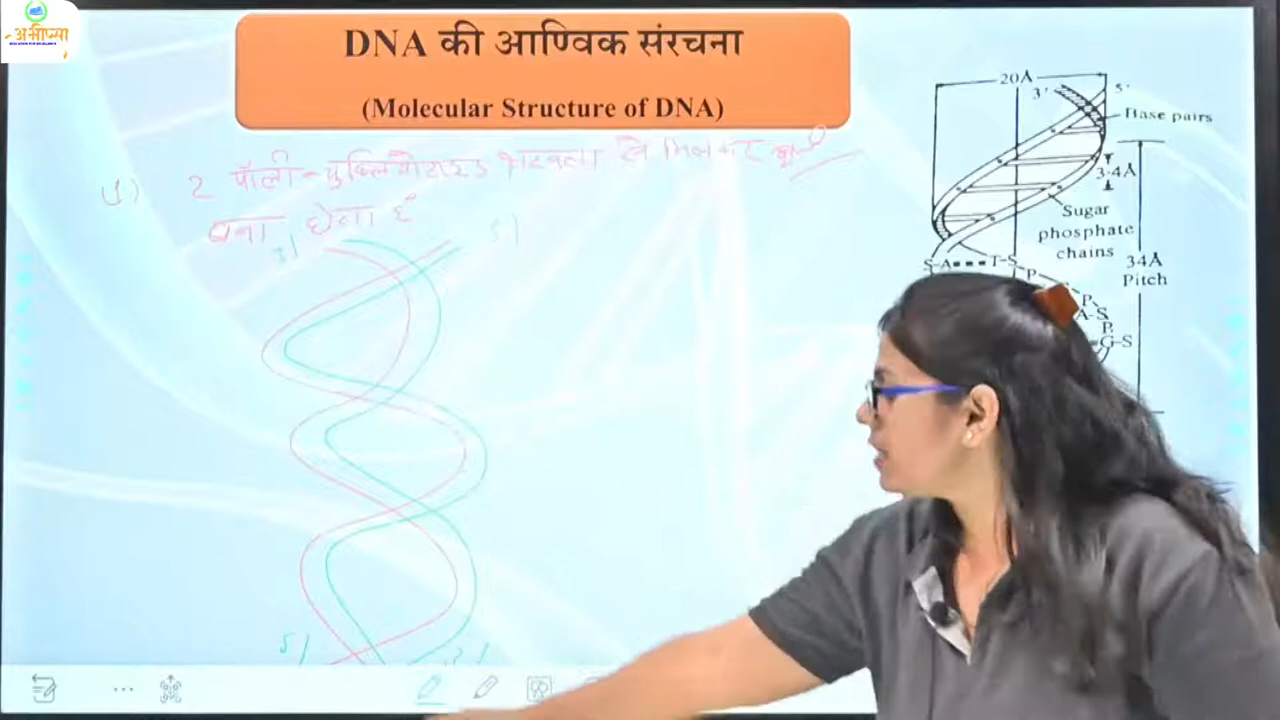 अभीप्सा
DNA की आण्विक संरचना
(Molecular Structure of DNA)
(1) 2 पॉली-न्युक्लियोटाइड श्रृंखला से मिलकर
बना होता है
3' 5'
5' 3'
20Å
3' 5'
Base pairs
3·4Å
Sugar
phosphate
chains
34Å
Pitch
S-A T-S
P
P
A-S
P
G-S